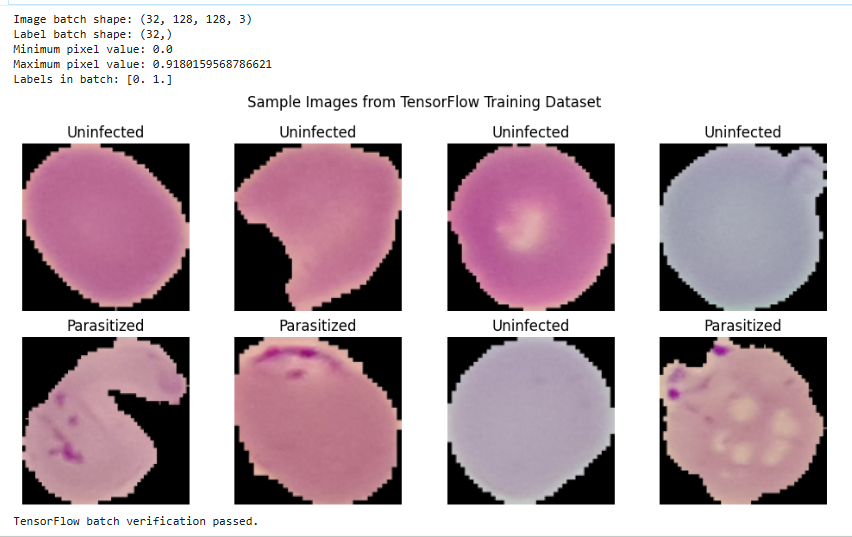 Image batch shape: (32, 128, 128, 3)
Label batch shape: (32,)
Minimum pixel value: 0.0
Maximum pixel value: 0.9180159568786621
Labels in batch: [0. 1.]
Sample Images from TensorFlow Training Dataset
Uninfected Uninfected Uninfected Uninfected
Parasitized Parasitized Uninfected Parasitized
TensorFlow batch verification passed.